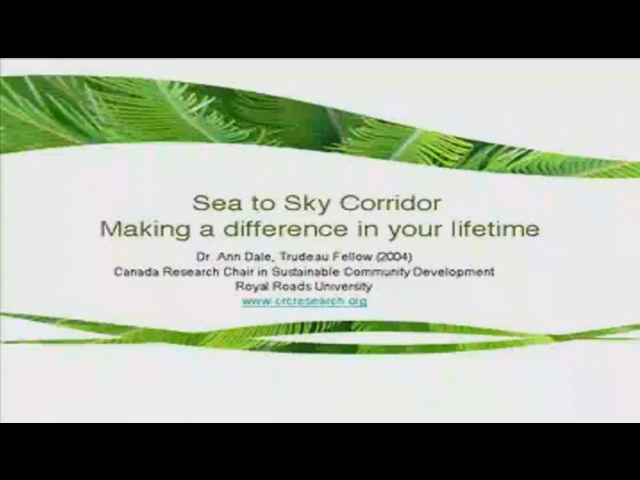 Sea to Sky Corridor
Making a difference in your lifetime
Dr. Ann Dale, Trudeau Fellow (2004)
Canada Research Chair in Sustainable Community Development
Royal Roads University
www.crcresearch.org